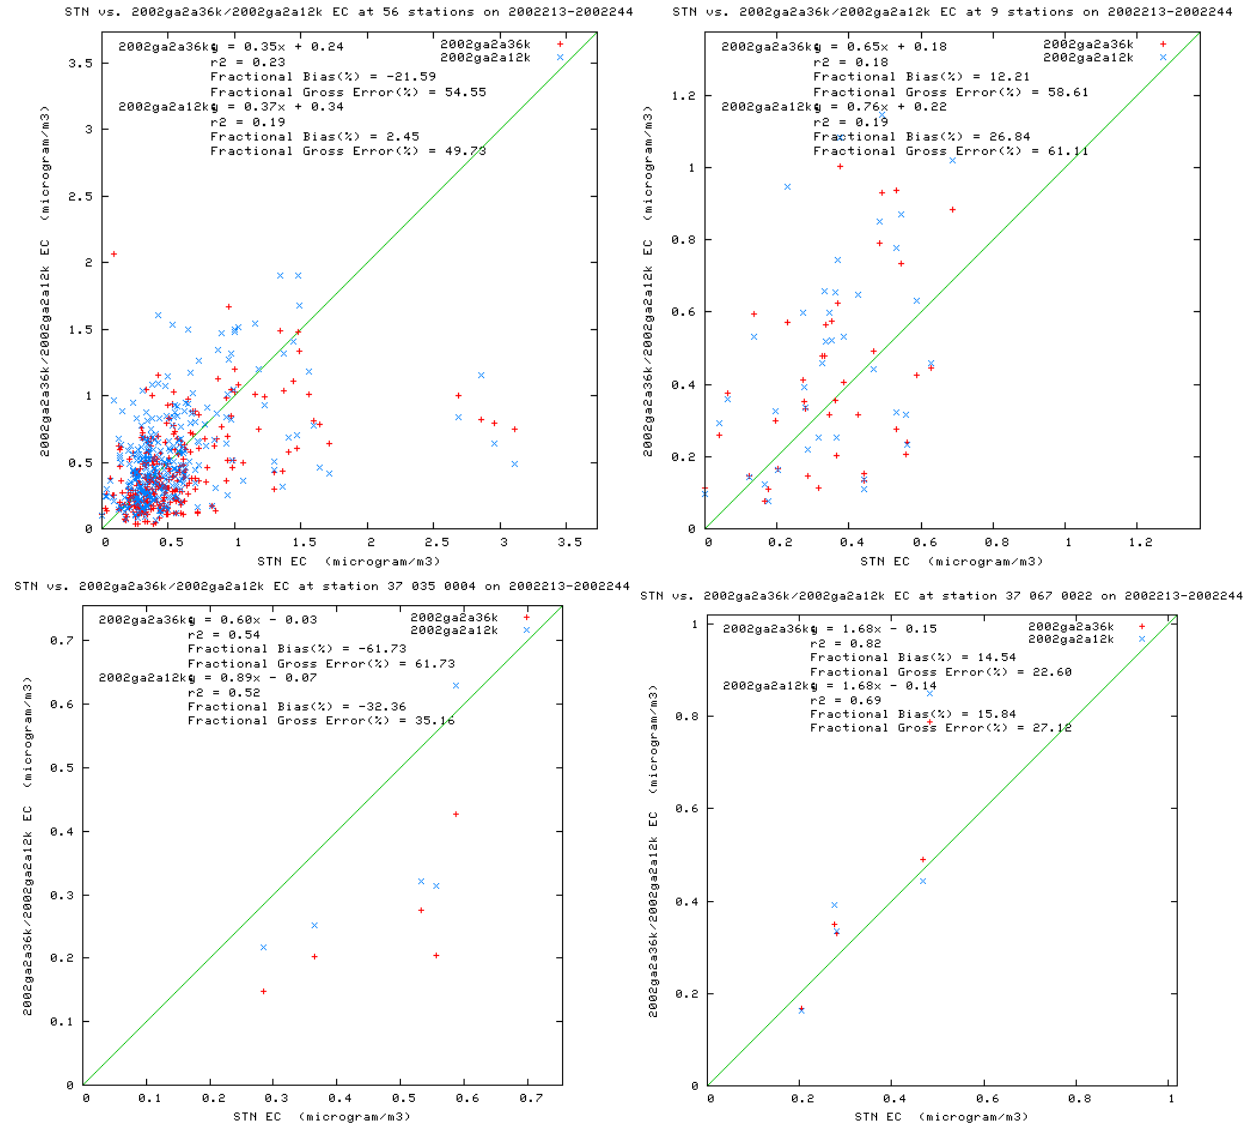 STN vs. 2002ga2a36k/2002ga2a12k EC at 56 stations on 2002213-2002244
2002ga2a36k: y = 0.35x + 0.24
r2 = 0.23
Fractional Bias(%) = -21.59
Fractional Gross Error(%) = 54.55
2002ga2a12k: y = 0.37x + 0.34
r2 = 0.19
Fractional Bias(%) = 2.45
Fractional Gross Error(%) = 49.73
2002ga2a36k
2002ga2a12k
3.5
3
2.5
2
1.5
1
0.5
0
0 0.5 1 1.5 2 2.5 3 3.5
2002ga2a36k/2002ga2a12k EC (microgram/m3)
STN EC (microgram/m3)
STN vs. 2002ga2a36k/2002ga2a12k EC at 9 stations on 2002213-2002244
2002ga2a36k: y = 0.65x + 0.18
r2 = 0.18
Fractional Bias(%) = 12.21
Fractional Gross Error(%) = 58.61
2002ga2a12k: y = 0.76x + 0.22
r2 = 0.19
Fractional Bias(%) = 26.84
Fractional Gross Error(%) = 61.11
2002ga2a36k
2002ga2a12k
1.2
1
0.8
0.6
0.4
0.2
0
0 0.2 0.4 0.6 0.8 1 1.2
2002ga2a36k/2002ga2a12k EC (microgram/m3)
STN EC (microgram/m3)
STN vs. 2002ga2a36k/2002ga2a12k EC at station 37 035 0004 on 2002213-2002244
2002ga2a36k: y = 0.60x - 0.03
r2 = 0.54
Fractional Bias(%) = -61.73
Fractional Gross Error(%) = 61.73
2002ga2a12k: y = 0.89x - 0.07
r2 = 0.52
Fractional Bias(%) = -32.36
Fractional Gross Error(%) = 35.16
2002ga2a36k
2002ga2a12k
0.7
0.6
0.5
0.4
0.3
0.2
0.1
0
0 0.1 0.2 0.3 0.4 0.5 0.6 0.7
2002ga2a36k/2002ga2a12k EC (microgram/m3)
STN EC (microgram/m3)
STN vs. 2002ga2a36k/2002ga2a12k EC at station 37 067 0022 on 2002213-2002244
2002ga2a36k: y = 1.68x - 0.15
r2 = 0.82
Fractional Bias(%) = 14.54
Fractional Gross Error(%) = 22.60
2002ga2a12k: y = 1.68x - 0.14
r2 = 0.69
Fractional Bias(%) = 15.84
Fractional Gross Error(%) = 27.12
2002ga2a36k
2002ga2a12k
1
0.8
0.6
0.4
0.2
0
0 0.2 0.4 0.6 0.8 1
2002ga2a36k/2002ga2a12k EC (microgram/m3)
STN EC (microgram/m3)